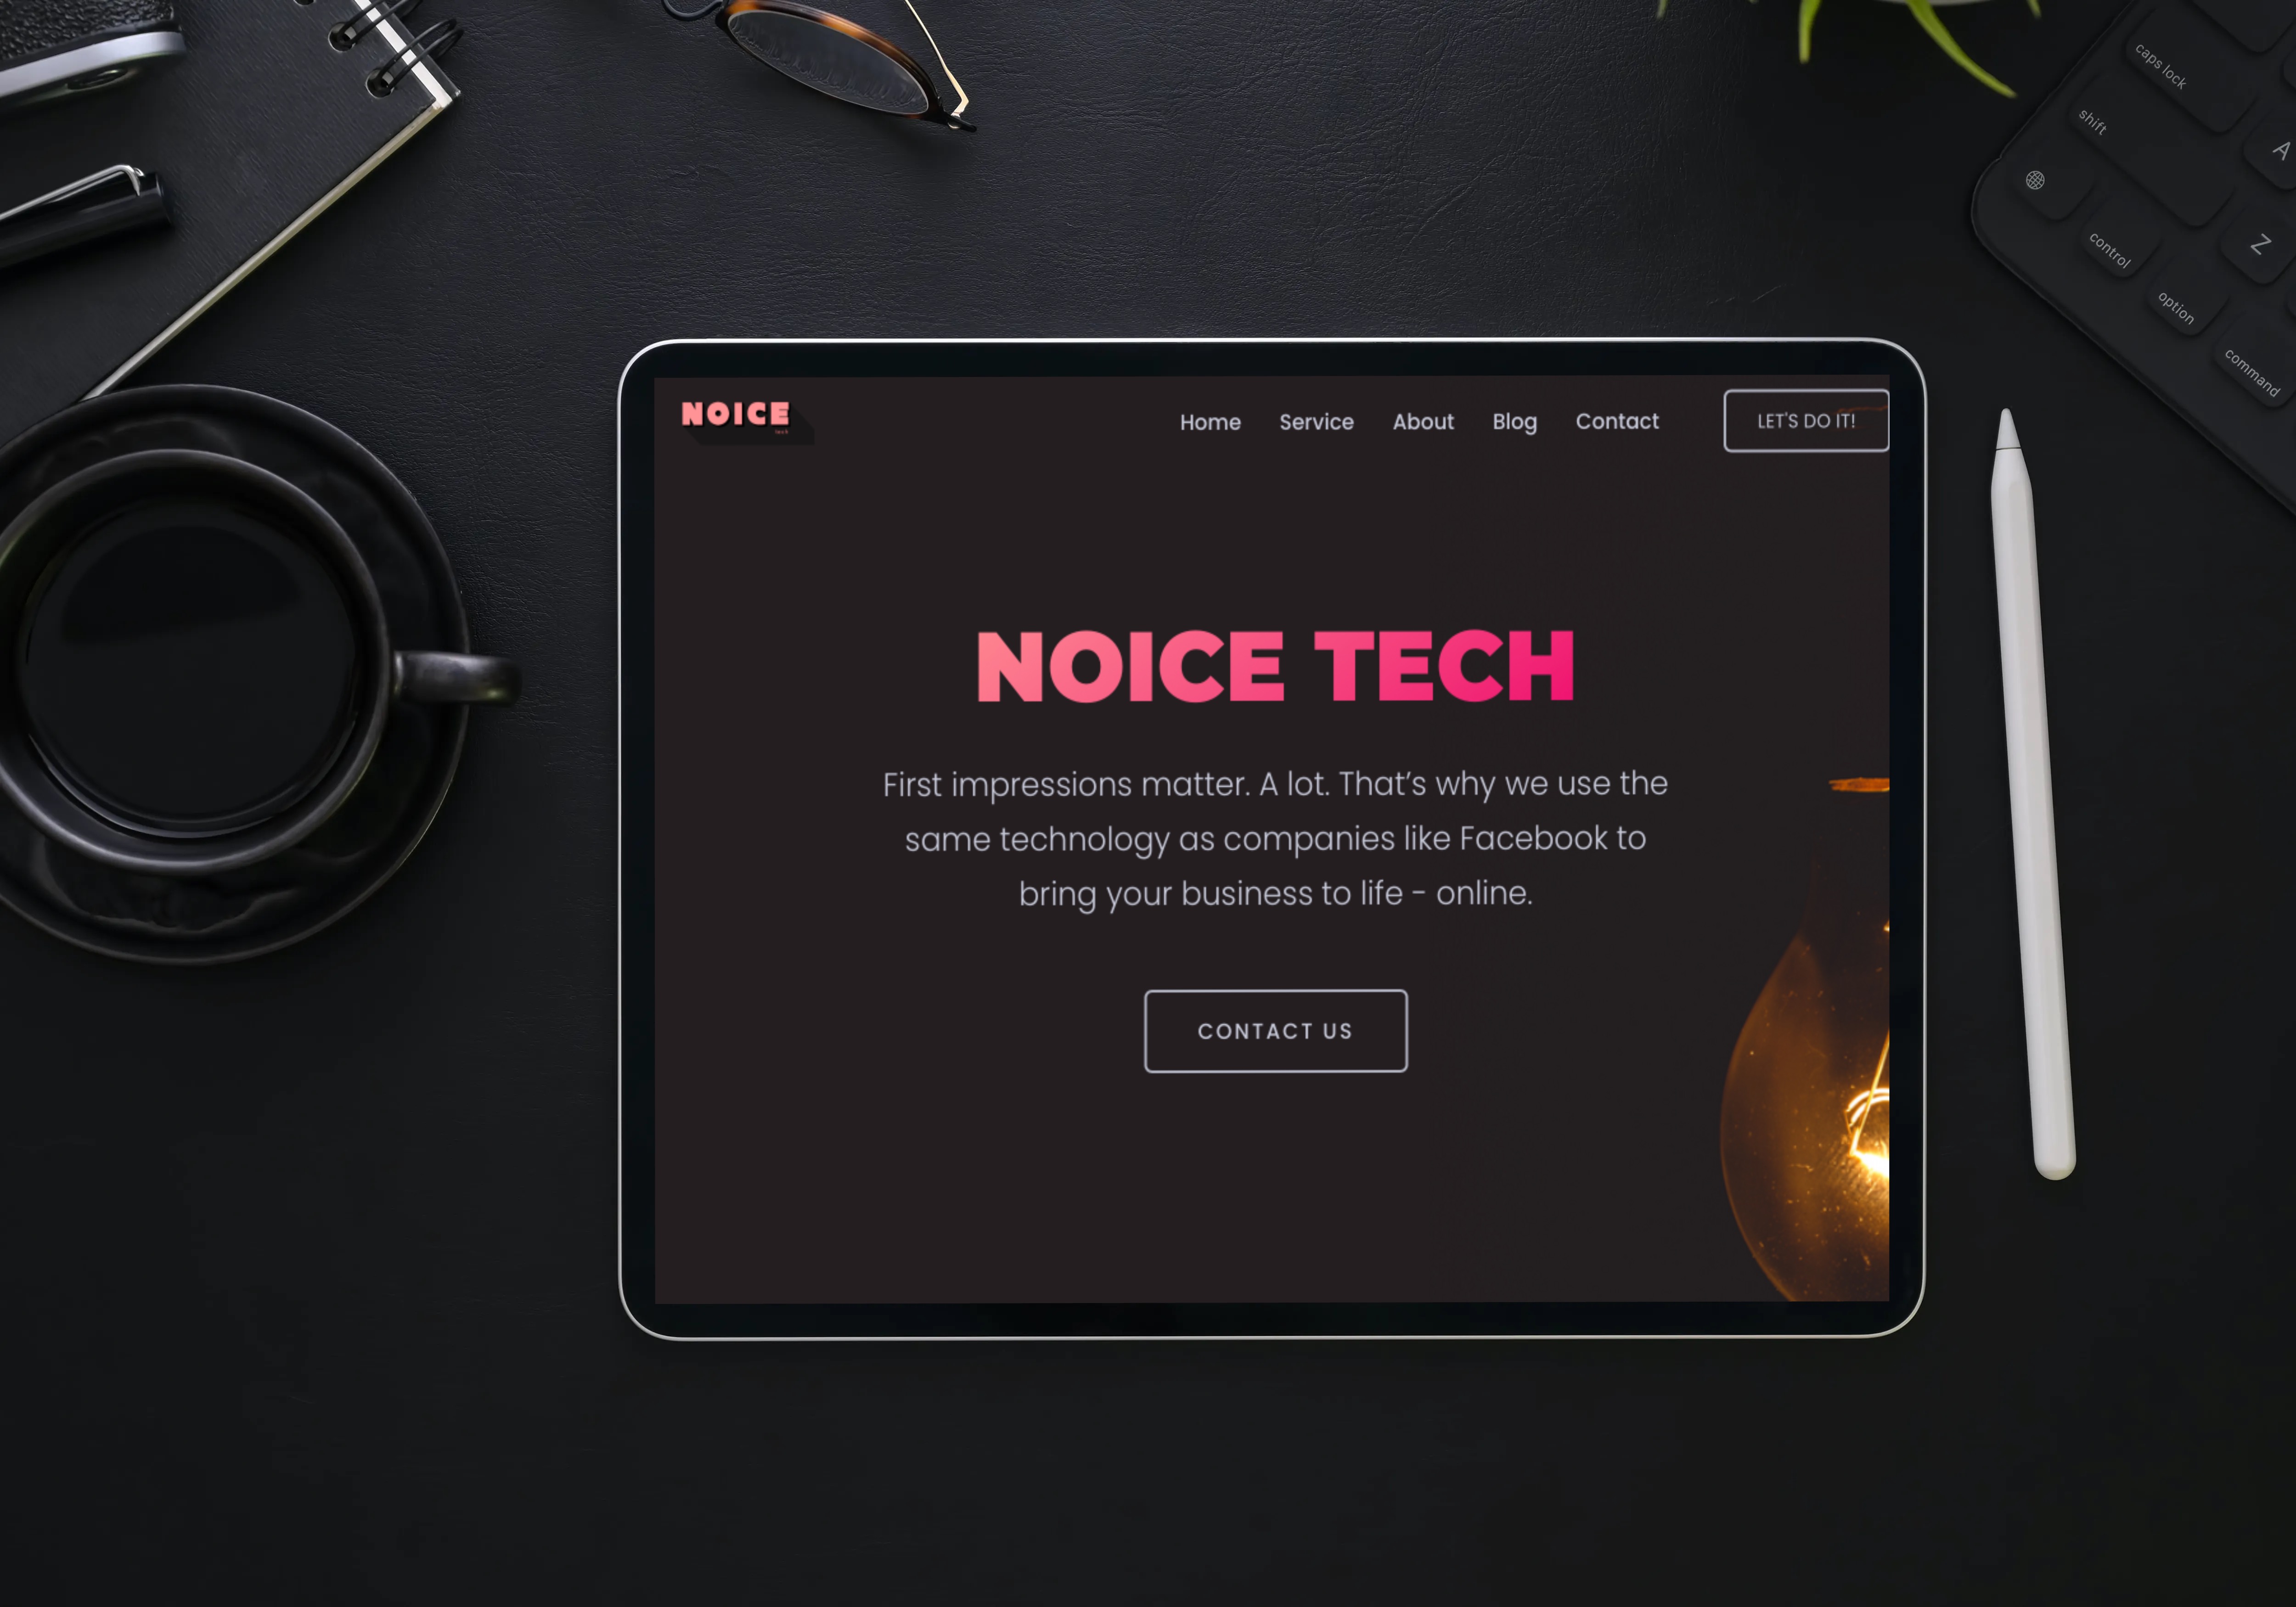 caps lock
shift
A
control
Z
option
command
NOICE
tech
Home Service About Blog Contact LET'S DO IT!
NOICE TECH
First impressions matter. A lot. That’s why we use the
same technology as companies like Facebook to
bring your business to life - online.
CONTACT US